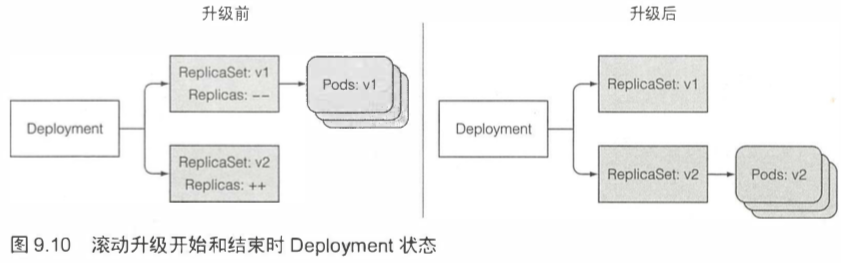 升级前
升级后
ReplicaSet: v1
Replicas: --
Pods: v1
Deployment
ReplicaSet: v2
Replicas: ++
ReplicaSet: v1
Deployment
ReplicaSet: v2
Pods: v2
图 9.10 滚动升级开始和结束时 Deployment 状态